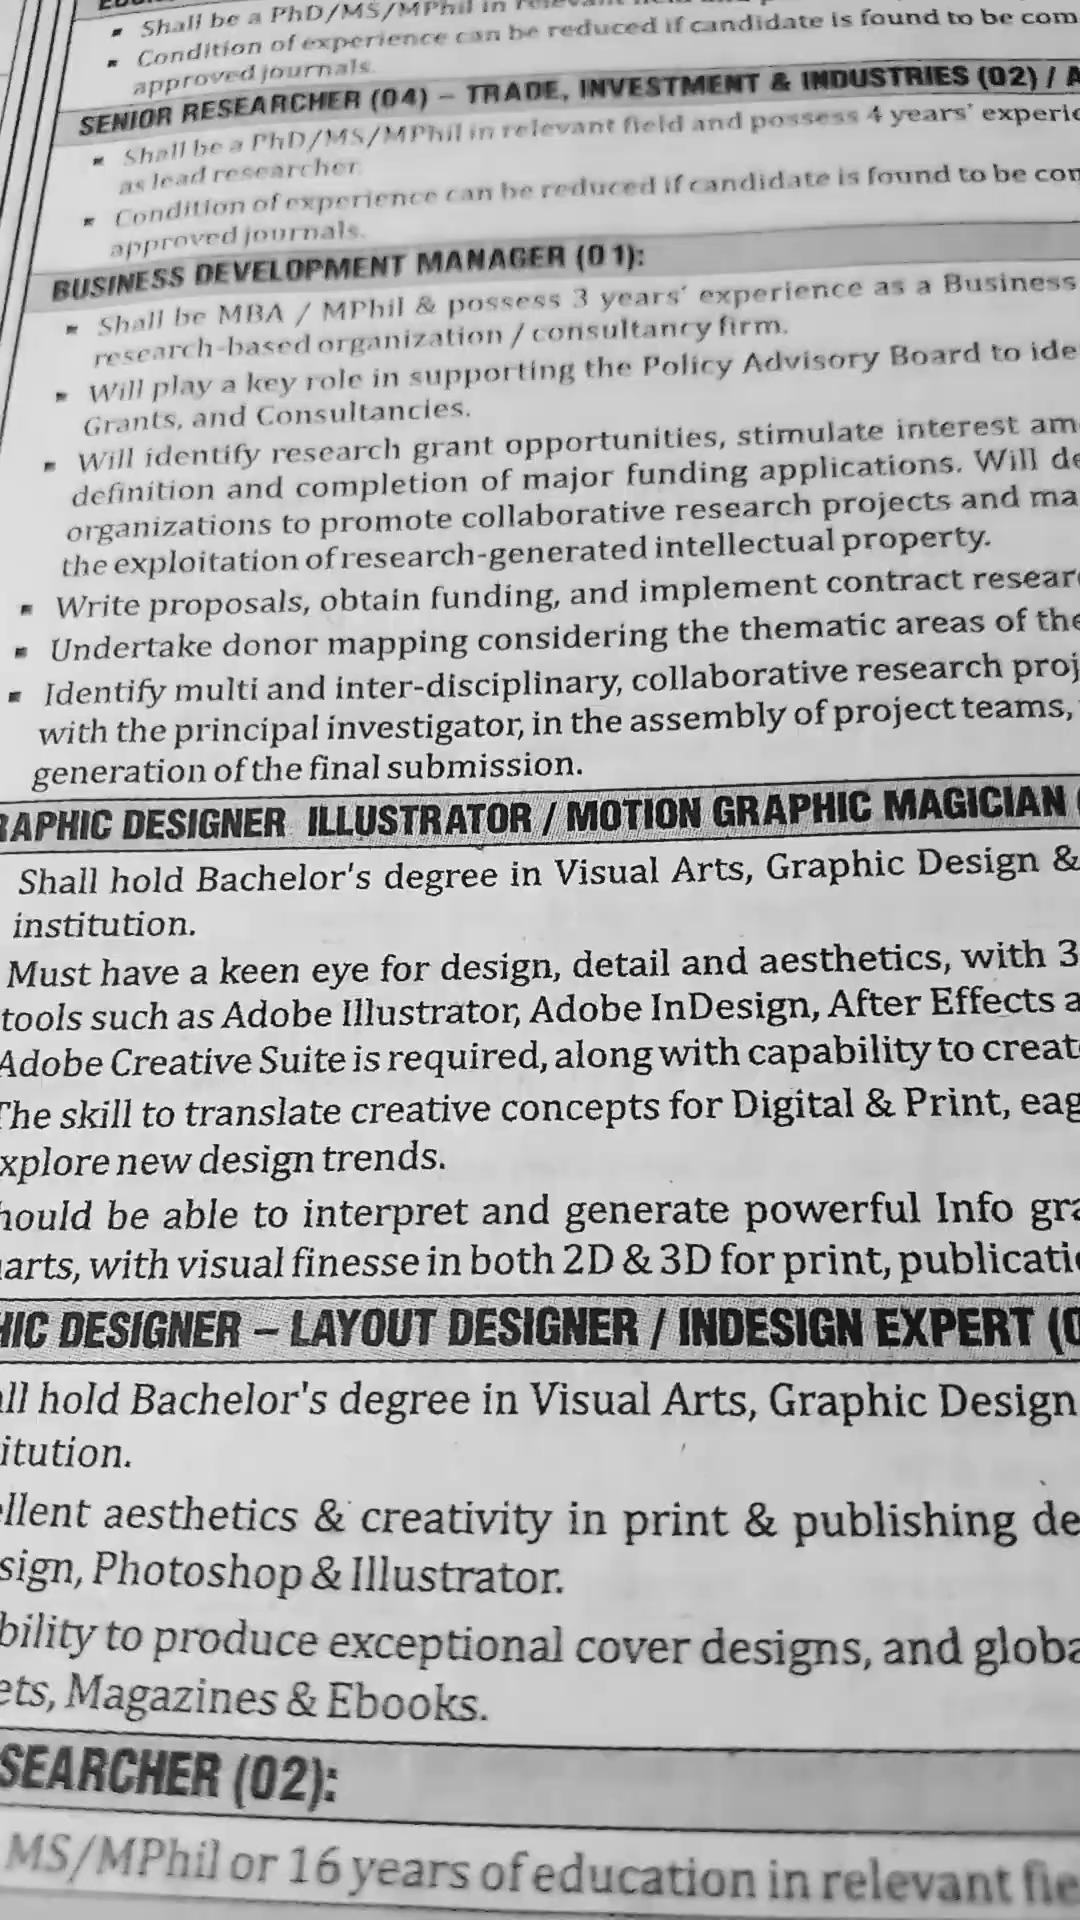 ▪ Shall be a PhD/MS/MPhil in relevant field and
▪ Condition of experience can be reduced if candidate is found to be com
approved journals.
SENIOR RESEARCHER (04) – TRADE, INVESTMENT & INDUSTRIES (02) / A
▪ Shall be a PhD/MS/MPhil in relevant field and possess 4 years' experie
as lead researcher.
▪ Condition of experience can be reduced if candidate is found to be con
approved journals.
BUSINESS DEVELOPMENT MANAGER (01):
▪ Shall be MBA / MPhil & possess 3 years' experience as a Business
research-based organization / consultancy firm.
▪ Will play a key role in supporting the Policy Advisory Board to ide
Grants, and Consultancies.
▪ Will identify research grant opportunities, stimulate interest am
definition and completion of major funding applications. Will de
organizations to promote collaborative research projects and ma
the exploitation of research-generated intellectual property.
▪ Write proposals, obtain funding, and implement contract researc
▪ Undertake donor mapping considering the thematic areas of the
▪ Identify multi and inter-disciplinary, collaborative research proj
with the principal investigator, in the assembly of project teams,
generation of the final submission.
RAPHIC DESIGNER ILLUSTRATOR / MOTION GRAPHIC MAGICIAN (
Shall hold Bachelor's degree in Visual Arts, Graphic Design &
institution.
Must have a keen eye for design, detail and aesthetics, with 3
tools such as Adobe Illustrator, Adobe InDesign, After Effects a
Adobe Creative Suite is required, along with capability to creat
The skill to translate creative concepts for Digital & Print, eag
xplore new design trends.
hould be able to interpret and generate powerful Info gra
arts, with visual finesse in both 2D & 3D for print, publicatio
HIC DESIGNER – LAYOUT DESIGNER / INDESIGN EXPERT (0
all hold Bachelor's degree in Visual Arts, Graphic Design
itution.
ellent aesthetics & creativity in print & publishing de
sign, Photoshop & Illustrator.
bility to produce exceptional cover designs, and globa
ets, Magazines & Ebooks.
SEARCHER (02):
MS/MPhil or 16 years of education in relevant fie